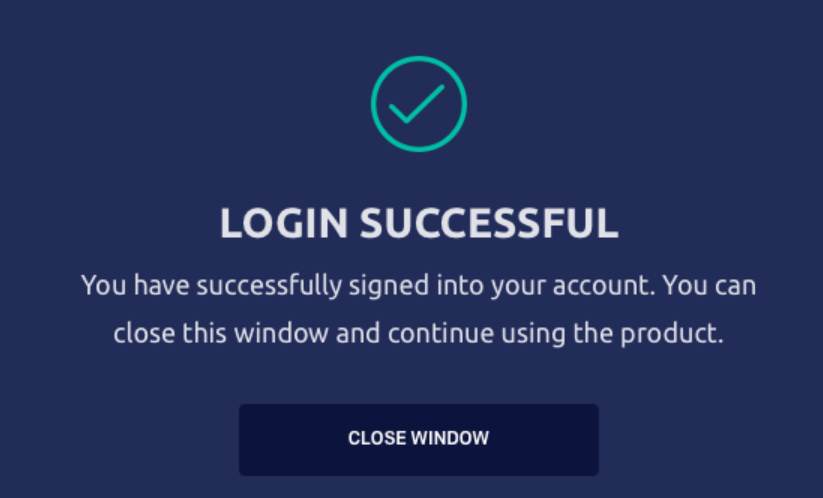 LOGIN SUCCESSFUL
You have successfully signed into your account. You can
close this window and continue using the product.
CLOSE WINDOW